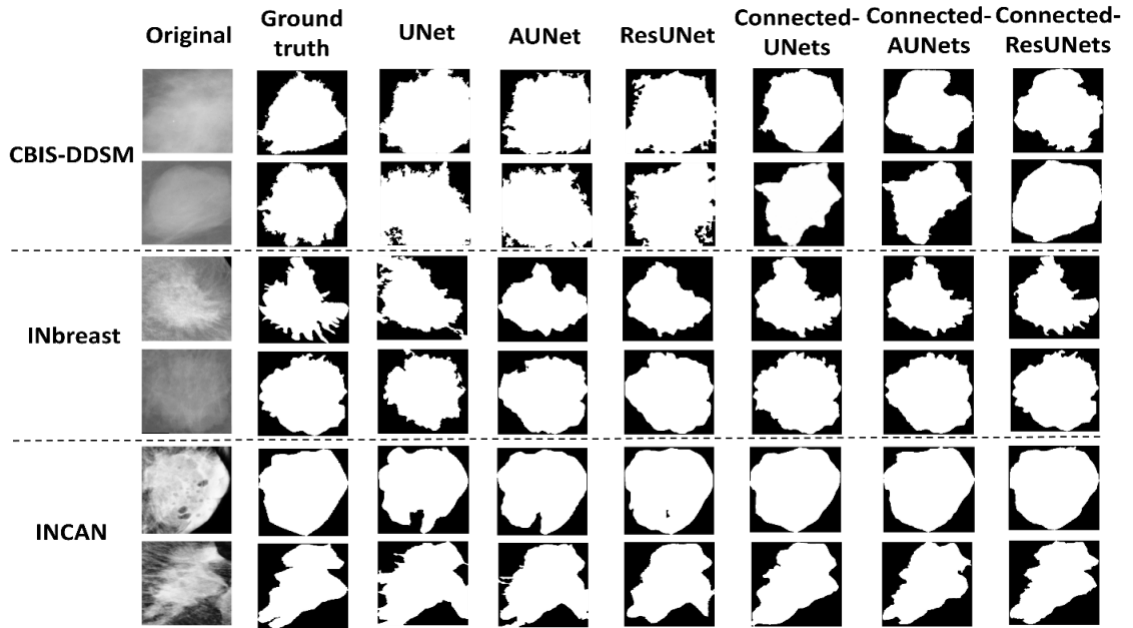 Original
Ground
truth
UNet
AUNet
ResUNet
Connected-
UNets
Connected-
AUNets
Connected-
ResUNets
CBIS-DDSM
INbreast
INCAN